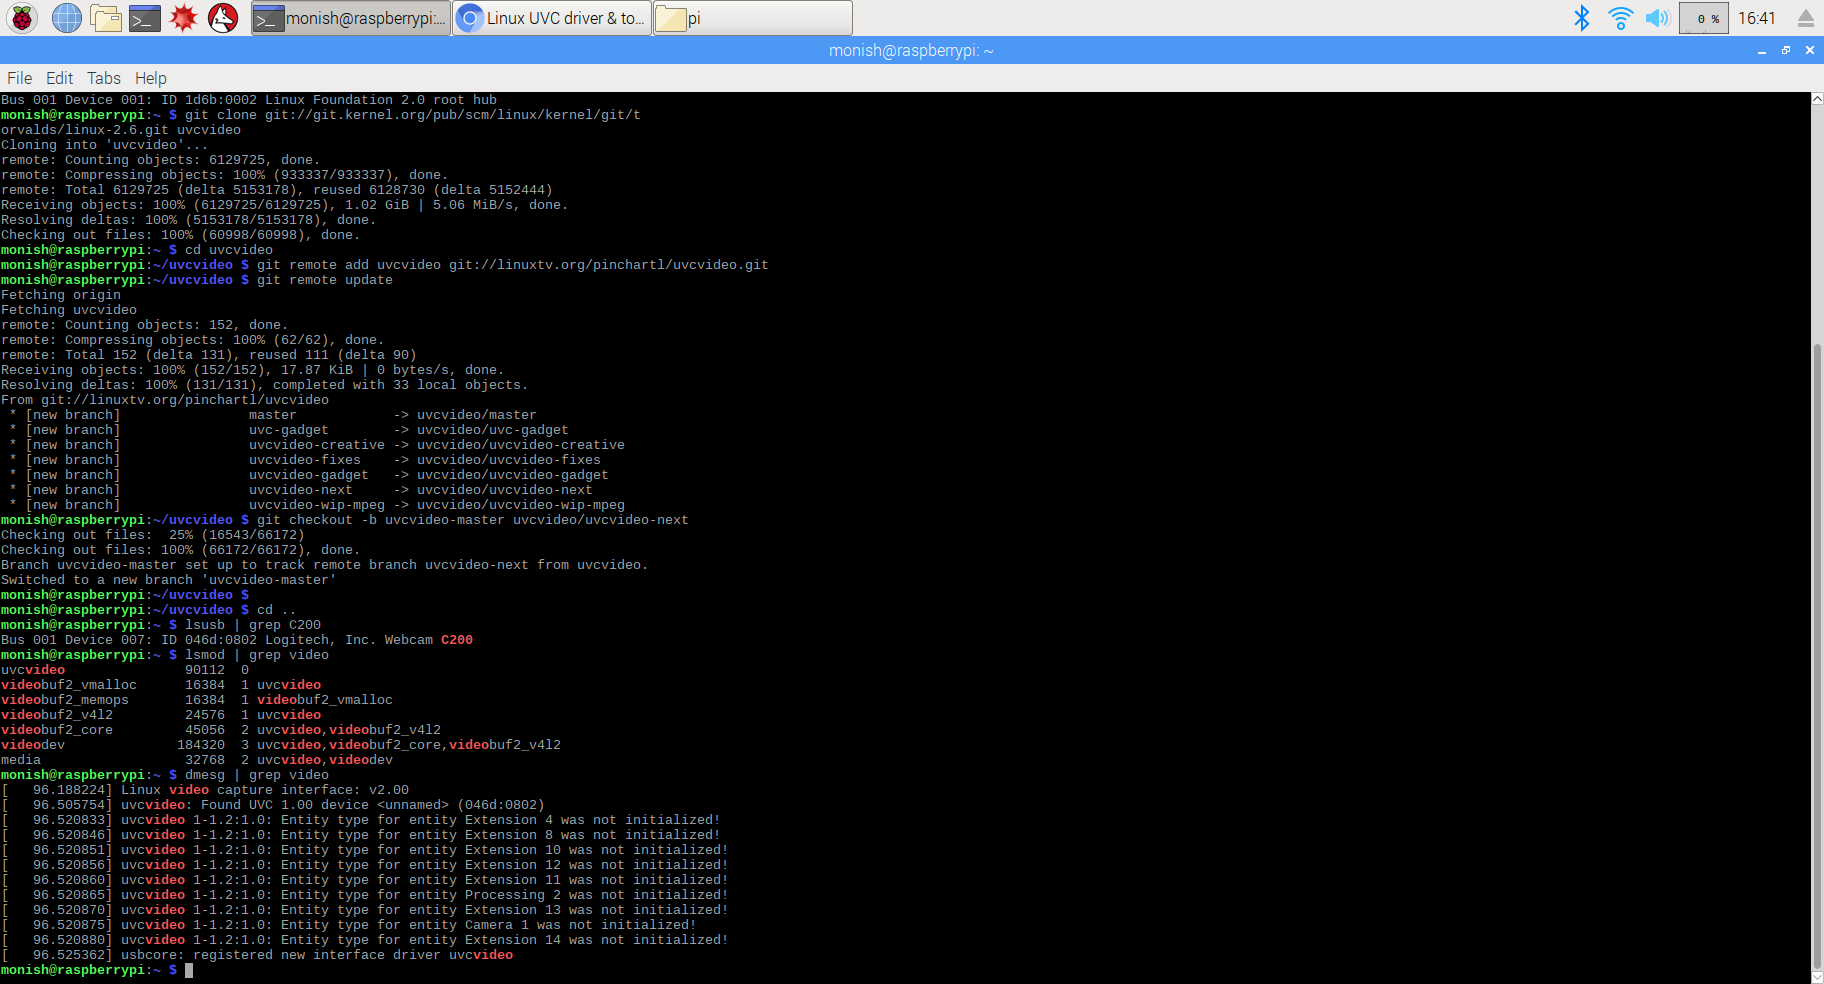 monish@raspberrypi:...
Linux UVC driver & to...
pi
0 %
16:41
monish@raspberrypi: ~
File Edit Tabs Help
Bus 001 Device 001: ID 1d6b:0002 Linux Foundation 2.0 root hub
monish@raspberrypi:~ $ git clone git://git.kernel.org/pub/scm/linux/kernel/git/t
orvalds/linux-2.6.git uvcvideo
Cloning into 'uvcvideo'...
remote: Counting objects: 6129725, done.
remote: Compressing objects: 100% (933337/933337), done.
remote: Total 6129725 (delta 5153178), reused 6128730 (delta 5152444)
Receiving objects: 100% (6129725/6129725), 1.02 GiB | 5.06 MiB/s, done.
Resolving deltas: 100% (5153178/5153178), done.
Checking out files: 100% (60998/60998), done.
monish@raspberrypi:~ $ cd uvcvideo
monish@raspberrypi:~/uvcvideo $ git remote add uvcvideo git://linuxtv.org/pinchartl/uvcvideo.git
monish@raspberrypi:~/uvcvideo $ git remote update
Fetching origin
Fetching uvcvideo
remote: Counting objects: 152, done.
remote: Compressing objects: 100% (62/62), done.
remote: Total 152 (delta 131), reused 111 (delta 90)
Receiving objects: 100% (152/152), 17.87 KiB | 0 bytes/s, done.
Resolving deltas: 100% (131/131), completed with 33 local objects.
From git://linuxtv.org/pinchartl/uvcvideo
 * [new branch]                master            -> uvcvideo/master
 * [new branch]                uvc-gadget        -> uvcvideo/uvc-gadget
 * [new branch]                uvcvideo-creative -> uvcvideo/uvcvideo-creative
 * [new branch]                uvcvideo-fixes    -> uvcvideo/uvcvideo-fixes
 * [new branch]                uvcvideo-gadget   -> uvcvideo/uvcvideo-gadget
 * [new branch]                uvcvideo-next     -> uvcvideo/uvcvideo-next
 * [new branch]                uvcvideo-wip-mpeg -> uvcvideo/uvcvideo-wip-mpeg
monish@raspberrypi:~/uvcvideo $ git checkout -b uvcvideo-master uvcvideo/uvcvideo-next
Checking out files:  25% (16543/66172)
Checking out files: 100% (66172/66172), done.
Branch uvcvideo-master set up to track remote branch uvcvideo-next from uvcvideo.
Switched to a new branch 'uvcvideo-master'
monish@raspberrypi:~/uvcvideo $
monish@raspberrypi:~/uvcvideo $ cd ..
monish@raspberrypi:~ $ lsusb | grep C200
Bus 001 Device 007: ID 046d:0802 Logitech, Inc. Webcam C200
monish@raspberrypi:~ $ lsmod | grep video
uvcvideo               90112  0
videobuf2_vmalloc      16384  1 uvcvideo
videobuf2_memops       16384  1 videobuf2_vmalloc
videobuf2_v4l2         24576  1 uvcvideo
videobuf2_core         45056  2 uvcvideo,videobuf2_v4l2
videodev              184320  3 uvcvideo,videobuf2_core,videobuf2_v4l2
media                  32768  2 uvcvideo,videodev
monish@raspberrypi:~ $ dmesg | grep video
[   96.188224] Linux video capture interface: v2.00
[   96.505754] uvcvideo: Found UVC 1.00 device <unnamed> (046d:0802)
[   96.520833] uvcvideo 1-1.2:1.0: Entity type for entity Extension 4 was not initialized!
[   96.520846] uvcvideo 1-1.2:1.0: Entity type for entity Extension 8 was not initialized!
[   96.520851] uvcvideo 1-1.2:1.0: Entity type for entity Extension 10 was not initialized!
[   96.520856] uvcvideo 1-1.2:1.0: Entity type for entity Extension 12 was not initialized!
[   96.520860] uvcvideo 1-1.2:1.0: Entity type for entity Extension 11 was not initialized!
[   96.520865] uvcvideo 1-1.2:1.0: Entity type for entity Processing 2 was not initialized!
[   96.520870] uvcvideo 1-1.2:1.0: Entity type for entity Extension 13 was not initialized!
[   96.520875] uvcvideo 1-1.2:1.0: Entity type for entity Camera 1 was not initialized!
[   96.520880] uvcvideo 1-1.2:1.0: Entity type for entity Extension 14 was not initialized!
[   96.525362] usbcore: registered new interface driver uvcvideo
monish@raspberrypi:~ $